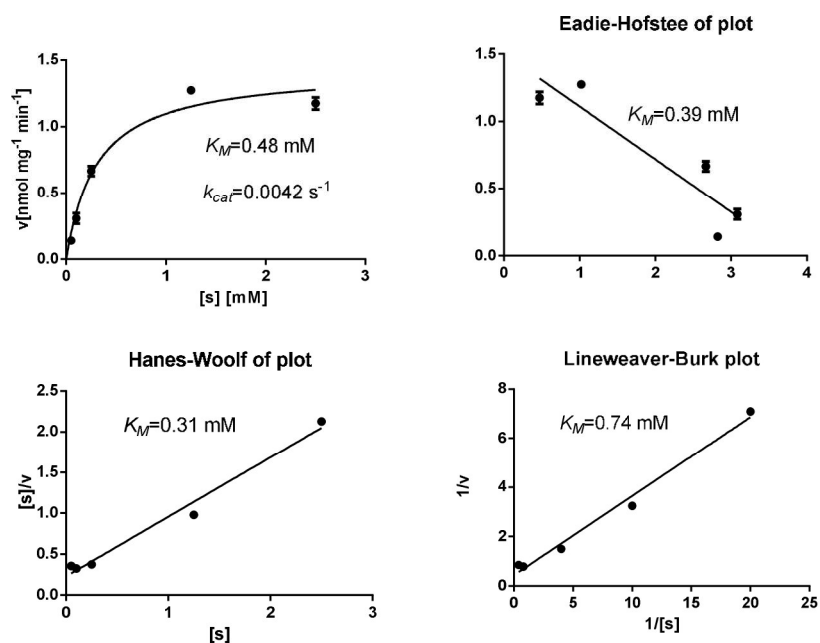 1.5
1.0
0.5
0.0
v[nmol mg-1 min-1]
KM=0.48 mM
kcat=0.0042 s-1
0
1
2
3
[s] [mM]
Eadie-Hofstee of plot
1.5
1.0
0.5
0.0
KM=0.39 mM
0
1
2
3
4
Hanes-Woolf of plot
2.5
2.0
1.5
1.0
0.5
0.0
[s]/v
KM=0.31 mM
0
1
2
3
[s]
Lineweaver-Burk plot
8
6
4
2
0
1/v
KM=0.74 mM
0
5
10
15
20
25
1/[s]